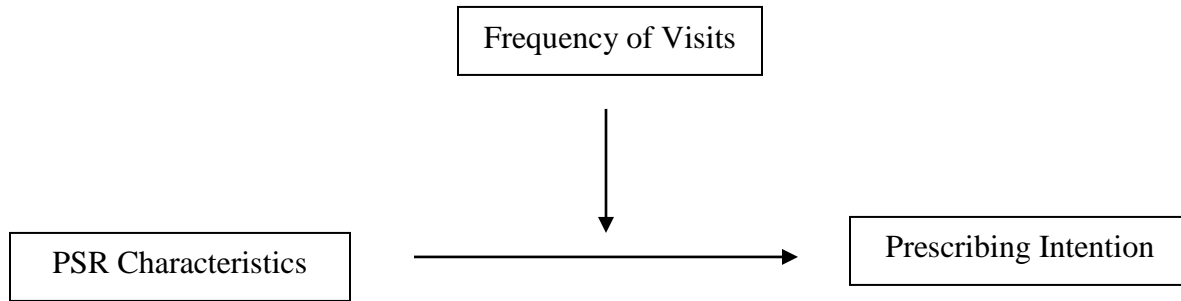 Frequency of Visits
PSR Characteristics
Prescribing Intention